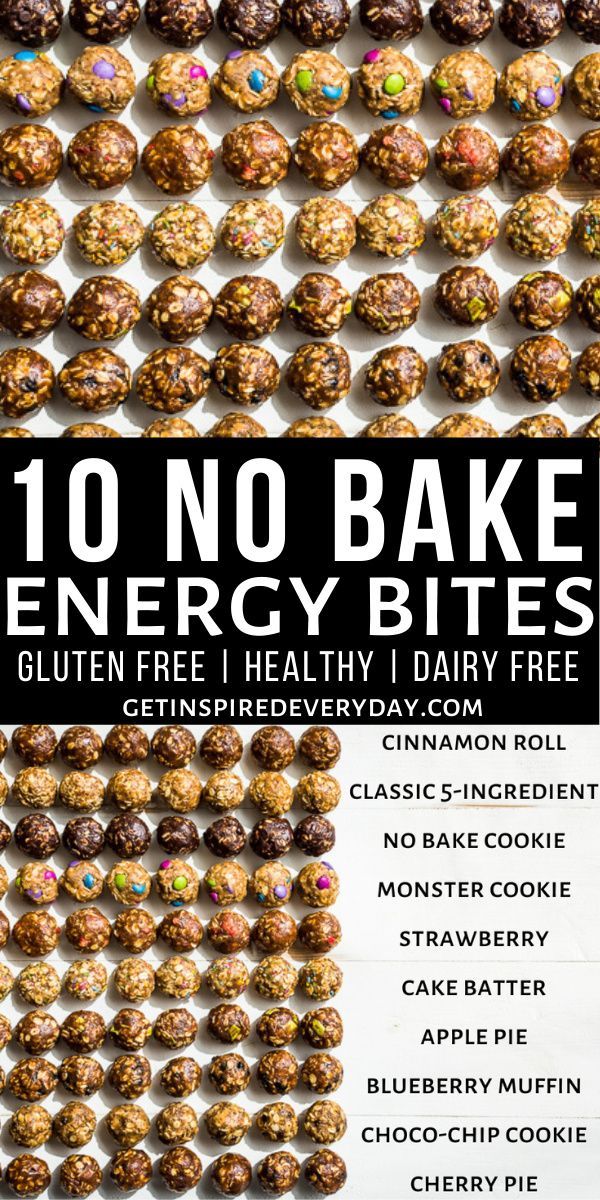 10 NO BAKE
ENERGY BITES
GLUTEN FREE | HEALTHY | DAIRY FREE
GETINSPIREDEVERYDAY.COM
CINNAMON ROLL
CLASSIC 5-INGREDIENT
NO BAKE COOKIE
MONSTER COOKIE
STRAWBERRY
CAKE BATTER
APPLE PIE
BLUEBERRY MUFFIN
CHOCO-CHIP COOKIE
CHERRY PIE